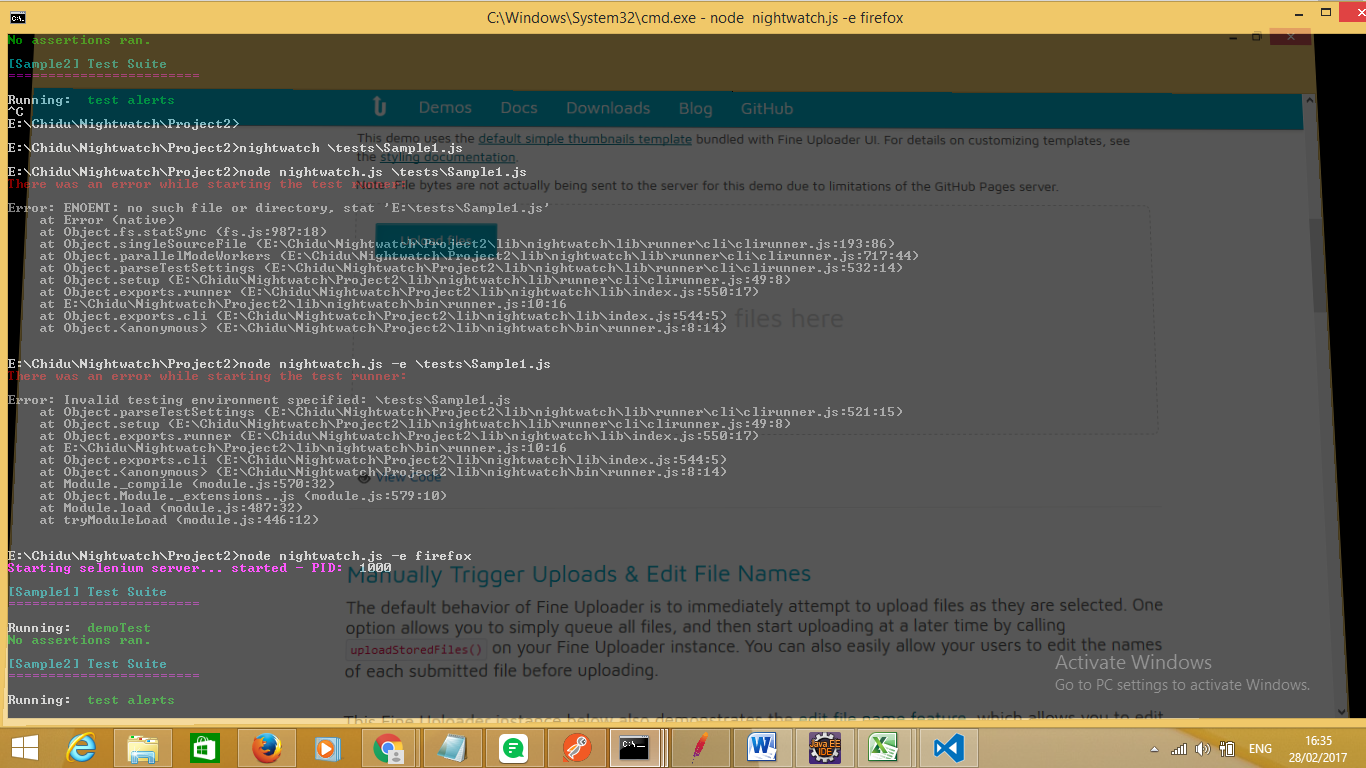 C:\Windows\System32\cmd.exe - node  nightwatch.js -e firefox
No assertions ran.
[Sample2] Test Suite
========================
Running:  test alerts
^C
E:\Chidu\Nightwatch\Project2>
E:\Chidu\Nightwatch\Project2>nightwatch \tests\Sample1.js
E:\Chidu\Nightwatch\Project2>node nightwatch.js \tests\Sample1.js
There was an error while starting the test runner:
Error: ENOENT: no such file or directory, stat 'E:\tests\Sample1.js'
    at Error (native)
    at Object.fs.statSync (fs.js:987:18)
    at Object.singleSourceFile (E:\Chidu\Nightwatch\Project2\lib\nightwatch\lib\runner\cli\clirunner.js:193:86)
    at Object.parallelModeWorkers (E:\Chidu\Nightwatch\Project2\lib\nightwatch\lib\runner\cli\clirunner.js:717:44)
    at Object.parseTestSettings (E:\Chidu\Nightwatch\Project2\lib\nightwatch\lib\runner\cli\clirunner.js:532:14)
    at Object.setup (E:\Chidu\Nightwatch\Project2\lib\nightwatch\lib\runner\cli\clirunner.js:49:8)
    at Object.exports.runner (E:\Chidu\Nightwatch\Project2\lib\nightwatch\lib\index.js:550:17)
    at E:\Chidu\Nightwatch\Project2\lib\nightwatch\bin\runner.js:10:16
    at Object.exports.cli (E:\Chidu\Nightwatch\Project2\lib\nightwatch\lib\index.js:544:5)
    at Object.<anonymous> (E:\Chidu\Nightwatch\Project2\lib\nightwatch\bin\runner.js:8:14)
E:\Chidu\Nightwatch\Project2>node nightwatch.js -e \tests\Sample1.js
There was an error while starting the test runner:
Error: Invalid testing environment specified: \tests\Sample1.js
    at Object.parseTestSettings (E:\Chidu\Nightwatch\Project2\lib\nightwatch\lib\runner\cli\clirunner.js:521:15)
    at Object.setup (E:\Chidu\Nightwatch\Project2\lib\nightwatch\lib\runner\cli\clirunner.js:49:8)
    at Object.exports.runner (E:\Chidu\Nightwatch\Project2\lib\nightwatch\lib\index.js:550:17)
    at E:\Chidu\Nightwatch\Project2\lib\nightwatch\bin\runner.js:10:16
    at Object.exports.cli (E:\Chidu\Nightwatch\Project2\lib\nightwatch\lib\index.js:544:5)
    at Object.<anonymous> (E:\Chidu\Nightwatch\Project2\lib\nightwatch\bin\runner.js:8:14)
    at Module._compile (module.js:570:32)
    at Object.Module._extensions..js (module.js:579:10)
    at Module.load (module.js:487:32)
    at tryModuleLoad (module.js:446:12)
E:\Chidu\Nightwatch\Project2>node nightwatch.js -e firefox
Starting selenium server... started - PID:  1000
[Sample1] Test Suite
========================
Running:  demoTest
No assertions ran.
[Sample2] Test Suite
========================
Running:  test alerts
Demos Docs Downloads Blog GitHub
This demo uses the default simple thumbnails template bundled with Fine Uploader UI. For details on customizing templates, see
the styling documentation.
Note: File bytes are not actually being sent to the server for this demo due to limitations of the GitHub Pages server.
files here
View Code
Manually Trigger Uploads & Edit File Names
The default behavior of Fine Uploader is to immediately attempt to upload files as they are selected. One
option allows you to simply queue all files, and then start uploading at a later time by calling
uploadStoredFiles() on your Fine Uploader instance. You can also easily allow your users to edit the names
of each submitted file before uploading.
This Fine Uploader instance below also demonstrates the edit file name feature, which allows you to edit
Activate Windows
Go to PC settings to activate Windows.
Java EE
IDE
ENG
16:35
28/02/2017